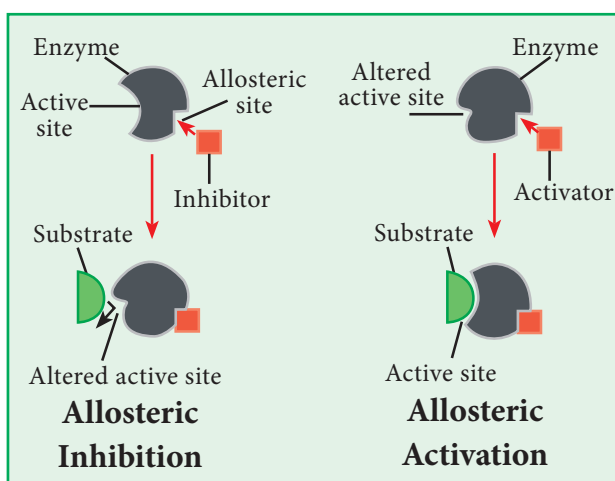 Enzyme
Active
site
Allosteric
site
Inhibitor
Substrate
Altered active site
Allosteric
Inhibition
Enzyme
Altered
active site
Activator
Substrate
Active site
Allosteric
Activation